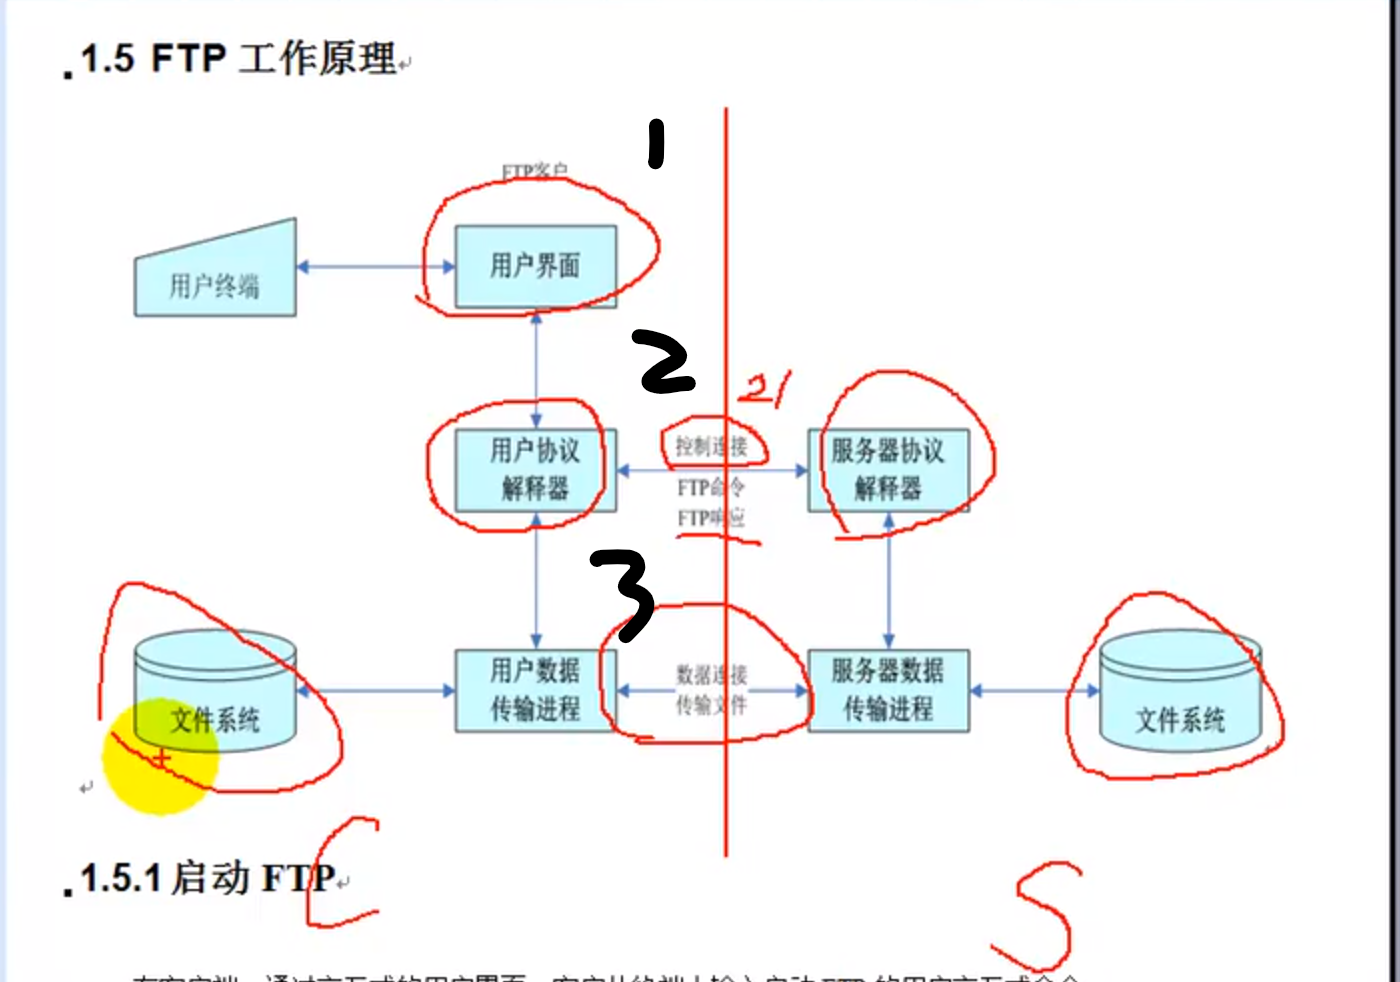 1.5 FTP 工作原理
1
FTP客户
用户终端
用户界面
2
21
用户协议
解释器
控制连接
FTP命令
FTP响应
服务器协议
解释器
3
文件系统
用户数据
传输进程
数据连接
传输文件
服务器数据
传输进程
文件系统
C
S
1.5.1 启动 FTP